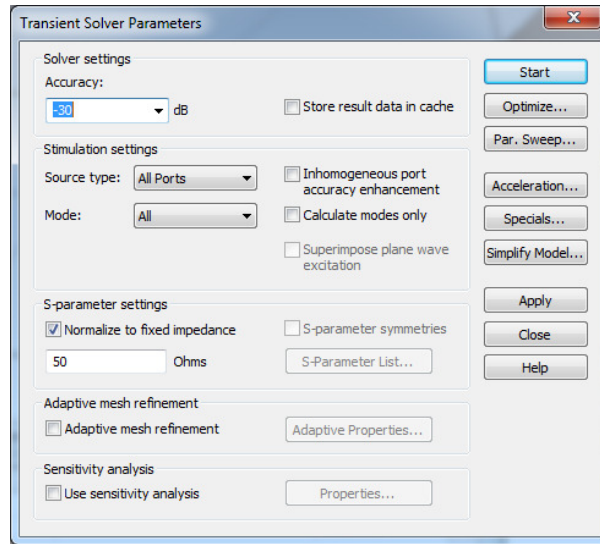 Transient Solver Parameters
Solver settings
Accuracy:
-30 dB
Store result data in cache
Stimulation settings
Source type: All Ports
Inhomogeneous port
accuracy enhancement
Mode: All
Calculate modes only
Superimpose plane wave
excitation
S-parameter settings
Normalize to fixed impedance
S-parameter symmetries
50 Ohms
S-Parameter List...
Adaptive mesh refinement
Adaptive mesh refinement
Adaptive Properties...
Sensitivity analysis
Use sensitivity analysis
Properties...
Start
Optimize...
Par. Sweep...
Acceleration...
Specials...
Simplify Model...
Apply
Close
Help